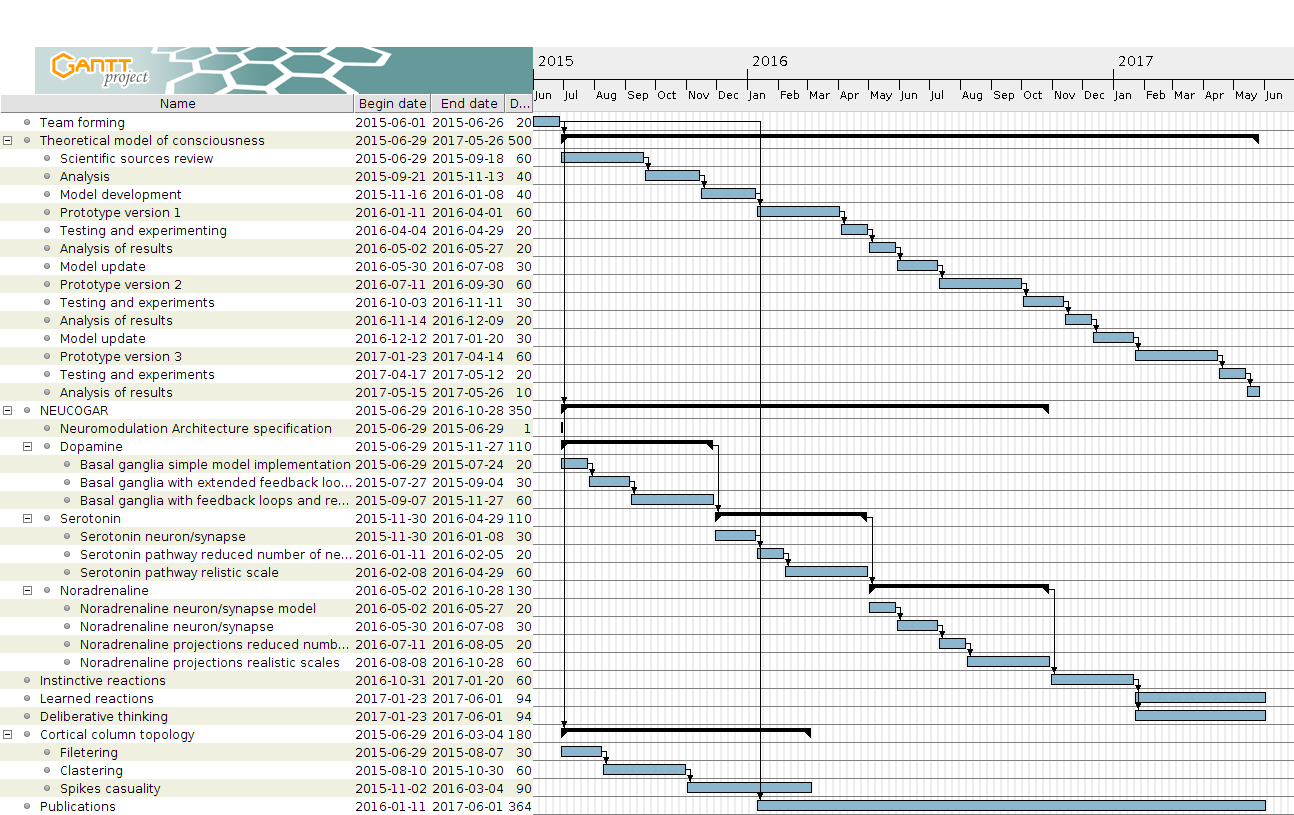 GANTT project
2015 2016 2017
Name Begin date End date D... Jun Jul Aug Sep Oct Nov Dec Jan Feb Mar Apr May Jun Jul Aug Sep Oct Nov Dec Jan Feb Mar Apr May Jun
Team forming 2015-06-01 2015-06-26 20
Theoretical model of consciousness 2015-06-29 2017-05-26 500
Scientific sources review 2015-06-29 2015-09-18 60
Analysis 2015-09-21 2015-11-13 40
Model development 2015-11-16 2016-01-08 40
Prototype version 1 2016-01-11 2016-04-01 60
Testing and experimenting 2016-04-04 2016-04-29 20
Analysis of results 2016-05-02 2016-05-27 20
Model update 2016-05-30 2016-07-08 30
Prototype version 2 2016-07-11 2016-09-30 60
Testing and experiments 2016-10-03 2016-11-11 30
Analysis of results 2016-11-14 2016-12-09 20
Model update 2016-12-12 2017-01-20 30
Prototype version 3 2017-01-23 2017-04-14 60
Testing and experiments 2017-04-17 2017-05-12 20
Analysis of results 2017-05-15 2017-05-26 10
NEUCOGAR 2015-06-29 2016-10-28 350
Neuromodulation Architecture specification 2015-06-29 2015-06-29 1
Dopamine 2015-06-29 2015-11-27 110
Basal ganglia simple model implementation 2015-06-29 2015-07-24 20
Basal ganglia with extended feedback loo... 2015-07-27 2015-09-04 30
Basal ganglia with feedback loops and re... 2015-09-07 2015-11-27 60
Serotonin 2015-11-30 2016-04-29 110
Serotonin neuron/synapse 2015-11-30 2016-01-08 30
Serotonin pathway reduced number of ne... 2016-01-11 2016-02-05 20
Serotonin pathway relistic scale 2016-02-08 2016-04-29 60
Noradrenaline 2016-05-02 2016-10-28 130
Noradrenaline neuron/synapse model 2016-05-02 2016-05-27 20
Noradrenaline neuron/synapse 2016-05-30 2016-07-08 30
Noradrenaline projections reduced numb... 2016-07-11 2016-08-05 20
Noradrenaline projections realistic scales 2016-08-08 2016-10-28 60
Instinctive reactions 2016-10-31 2017-01-20 60
Learned reactions 2017-01-23 2017-06-01 94
Deliberative thinking 2017-01-23 2017-06-01 94
Cortical column topology 2015-06-29 2016-03-04 180
Filetering 2015-06-29 2015-08-07 30
Clastering 2015-08-10 2015-10-30 60
Spikes casuality 2015-11-02 2016-03-04 90
Publications 2016-01-11 2017-06-01 364